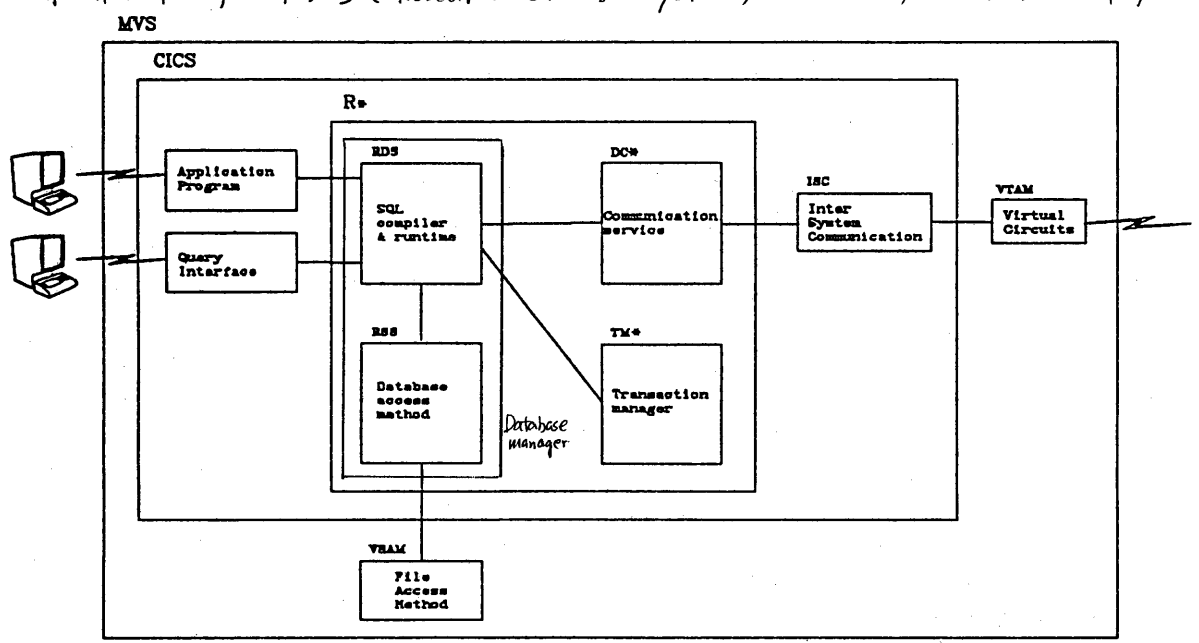 MVS
CICS
R*
RDS
SQL
compiler
& runtime
DC*
Communication
service
ISC
Inter
System
Communication
VTAM
Virtual
Circuits
Application
Program
Query
Interface
RSS
Database
access
method
Database
manager
TM*
Transaction
manager
VSAM
File
Access
Method